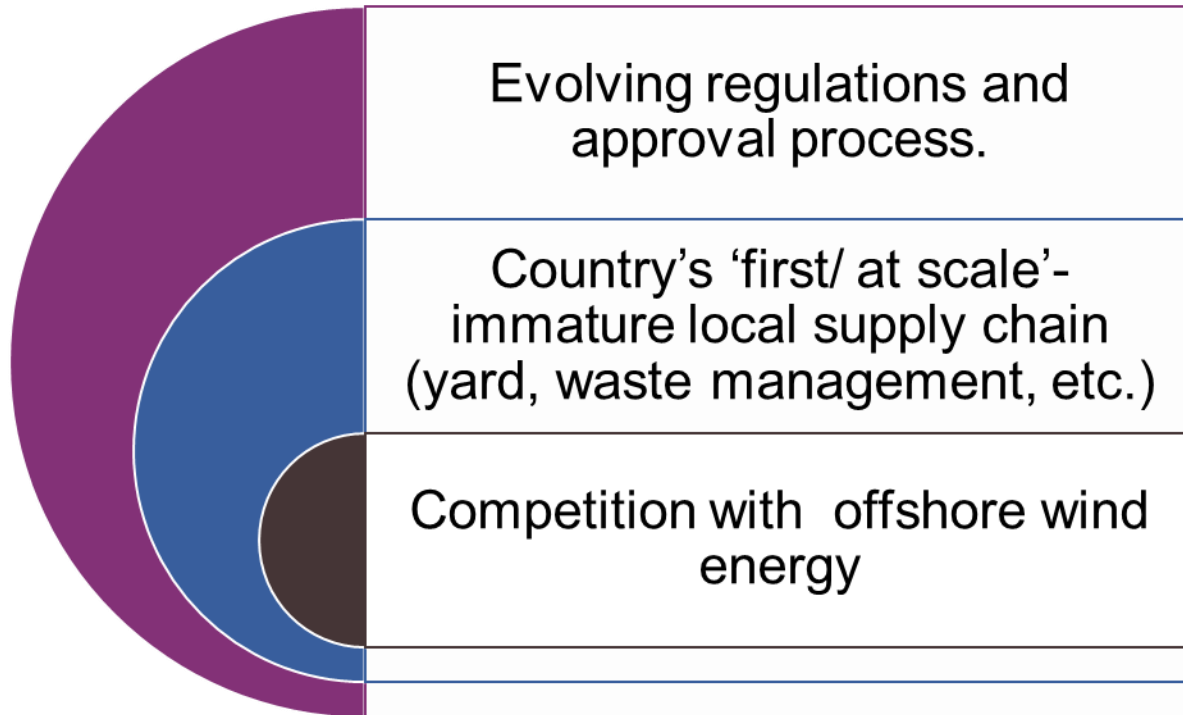 Evolving regulations and
approval process.
Country’s ‘first/ at scale’-
immature local supply chain
(yard, waste management, etc.)
Competition with  offshore wind
energy